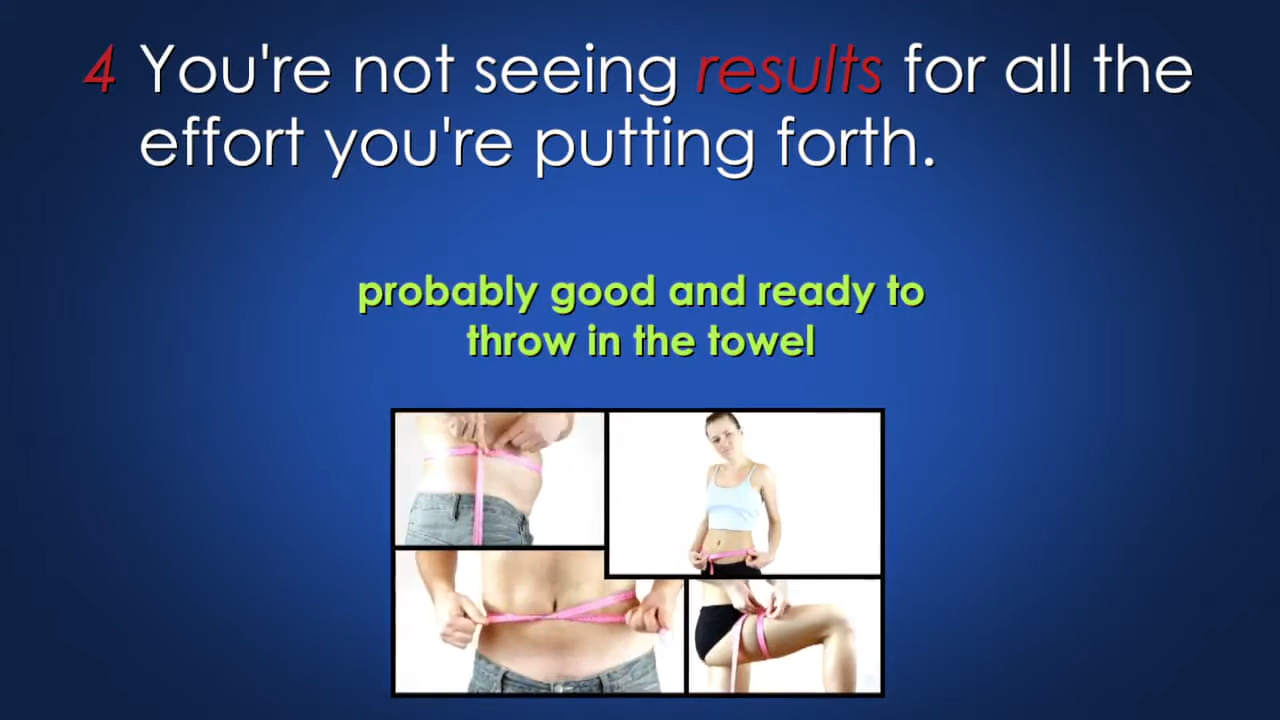 4 You're not seeing results for all the
effort you're putting forth.
probably good and ready to
throw in the towel